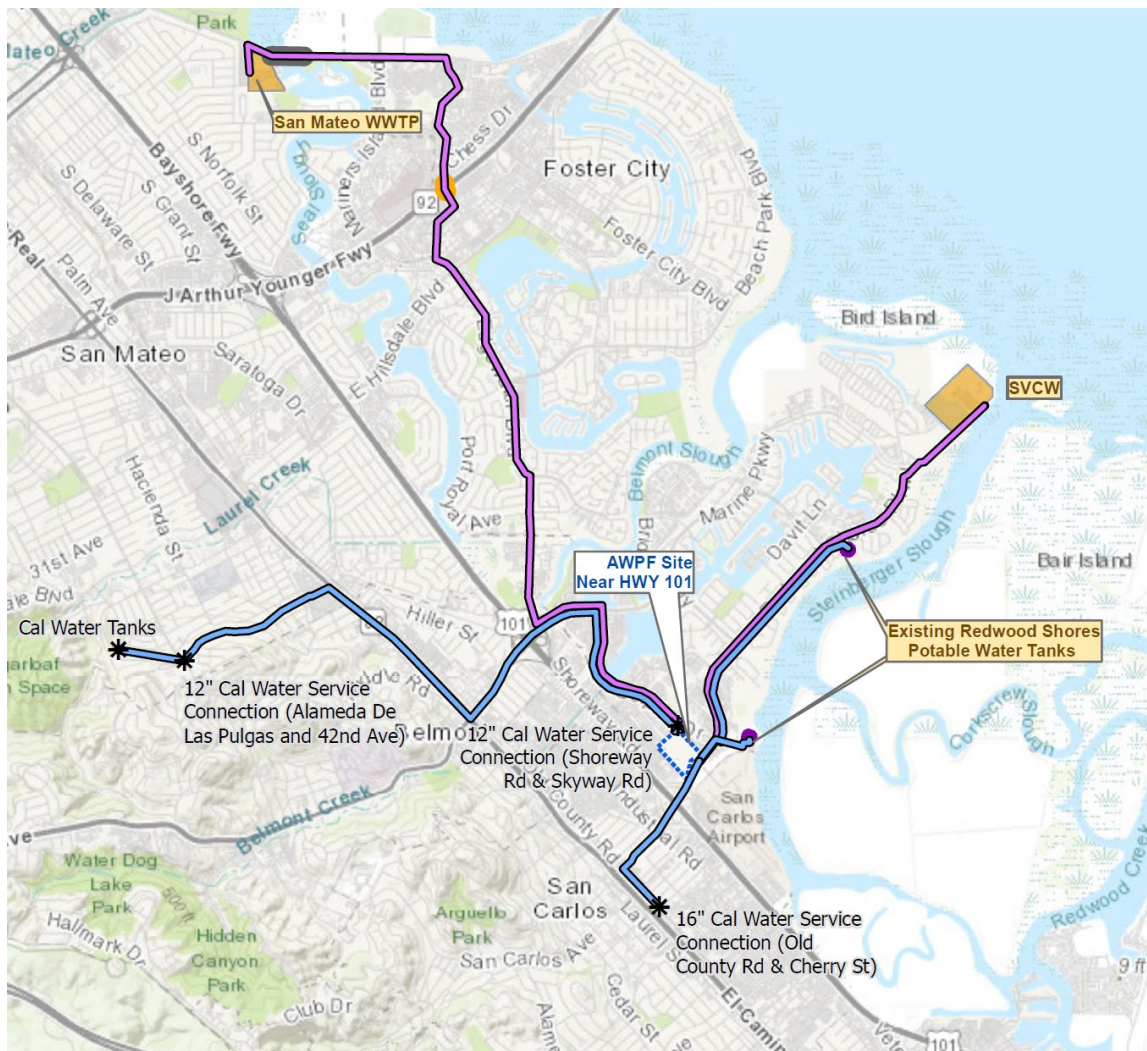 Park
Mateo Creek
San Mateo WWTP
Bayshore Fwy
S Norfolk St
S Grant St
S Delaware St
Palm Ave
Real
Seal Slough
Mariners Island Blvd
Chess Dr
92
Foster City
Beach Park Blvd
Foster City Blvd
J Arthur Younger Fwy
San Mateo
Saratoga Dr
E Hillsdale Blvd
Bird Island
SVCW
Hacienda St
Laurel Creek
Port Royal Ave
Belmont Slough
Marine Pkwy
Davit Ln
31st Ave
ale Blvd
AWPF Site
Near HWY 101
Steinberger Slough
Bair Island
Hiller St
101
Cal Water Tanks
Existing Redwood Shores
Potable Water Tanks
Space
12" Cal Water Service
Connection (Alameda De
Las Pulgas and 42nd Ave)
Shoreway Rd
12" Cal Water Service
Connection (Shoreway
Rd & Skyway Rd)
Corkscrew Slough
Belmont Creek
County Rd
Industrial Rd
San
Carlos
Airport
Water Dog
Lake
Park
500 ft
Hallmark Dr
Hidden
Canyon
Park
San
Carlos
Arguello
Park
San Carlos Ave
Laurel St
16" Cal Water Service
Connection (Old
County Rd & Cherry St)
Redwood Creek
9 ft
Club Dr
Cedar St
El Camin
101